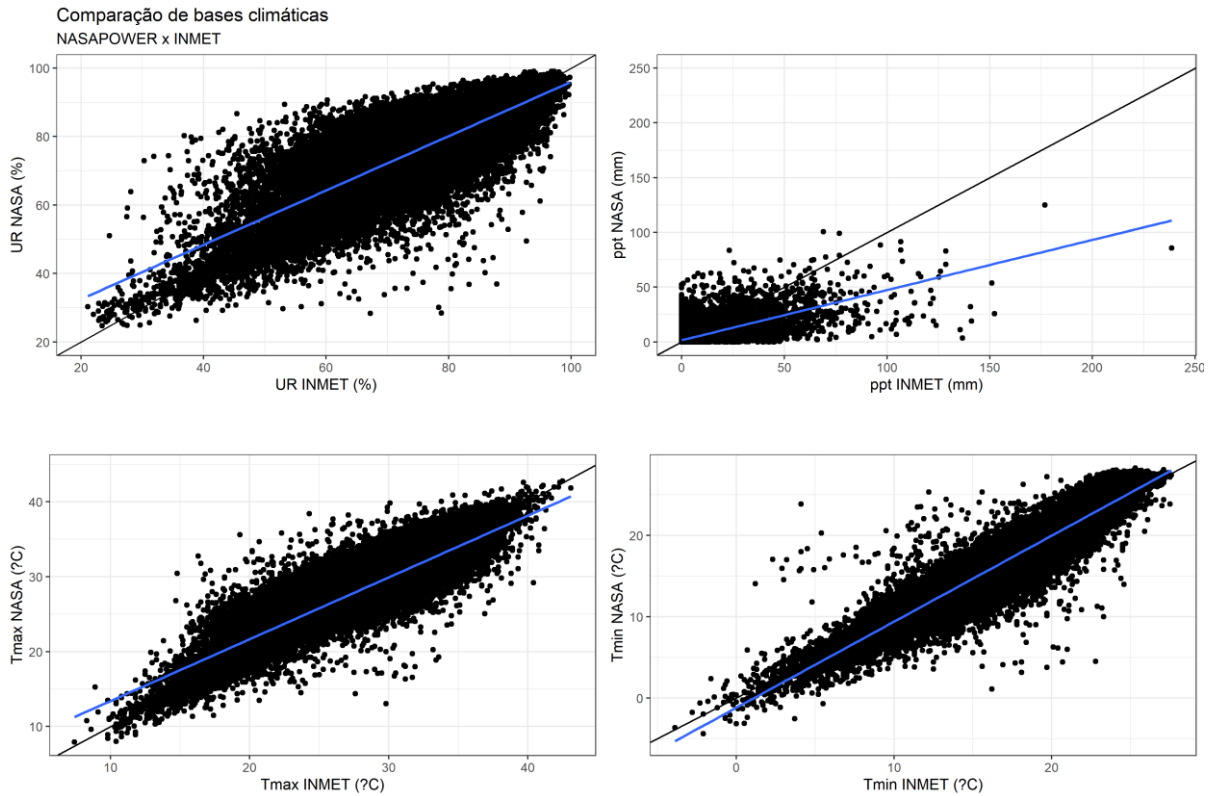 Comparação de bases climáticas
NASAPOWER x INMET
100
80
60
40
20
UR NASA (%)
20 40 60 80 100
UR INMET (%)
250
200
150
100
50
0
ppt NASA (mm)
0 50 100 150 200 250
ppt INMET (mm)
40
30
20
10
Tmax NASA (?C)
10 20 30 40
Tmax INMET (?C)
20
10
0
Tmin NASA (?C)
0 10 20
Tmin INMET (?C)